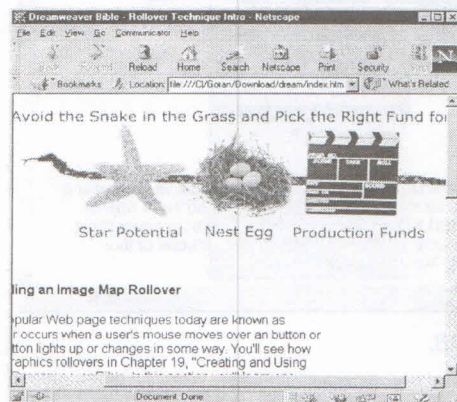 Dreamweaver Bible - Rollover Technique Intro - Netscape
File Edit View Go Communicator Help
Reload Home Search Netscape Print Security
Bookmarks Location: file:///C|/Goran/Download/dream/index.htm What's Related
Avoid the Snake in the Grass and Pick the Right Fund for
Star Potential Nest Egg Production Funds
ling an Image Map Rollover
opular Web page techniques today are known as
r occurs when a user's mouse moves over an button or
tton lights up or changes in some way. You'll see how
raphics rollovers in Chapter 19, "Creating and Using
Document: Done